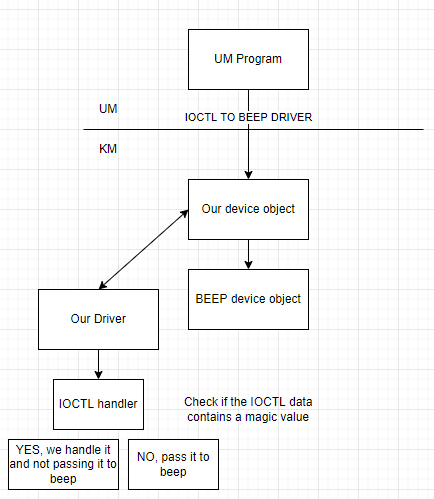 UM Program
UM
IOCTL TO BEEP DRIVER
KM
Our device object
BEEP device object
Our Driver
IOCTL handler
Check if the IOCTL data
contains a magic value
YES, we handle it
and not passing it to
beep
NO, pass it to
beep